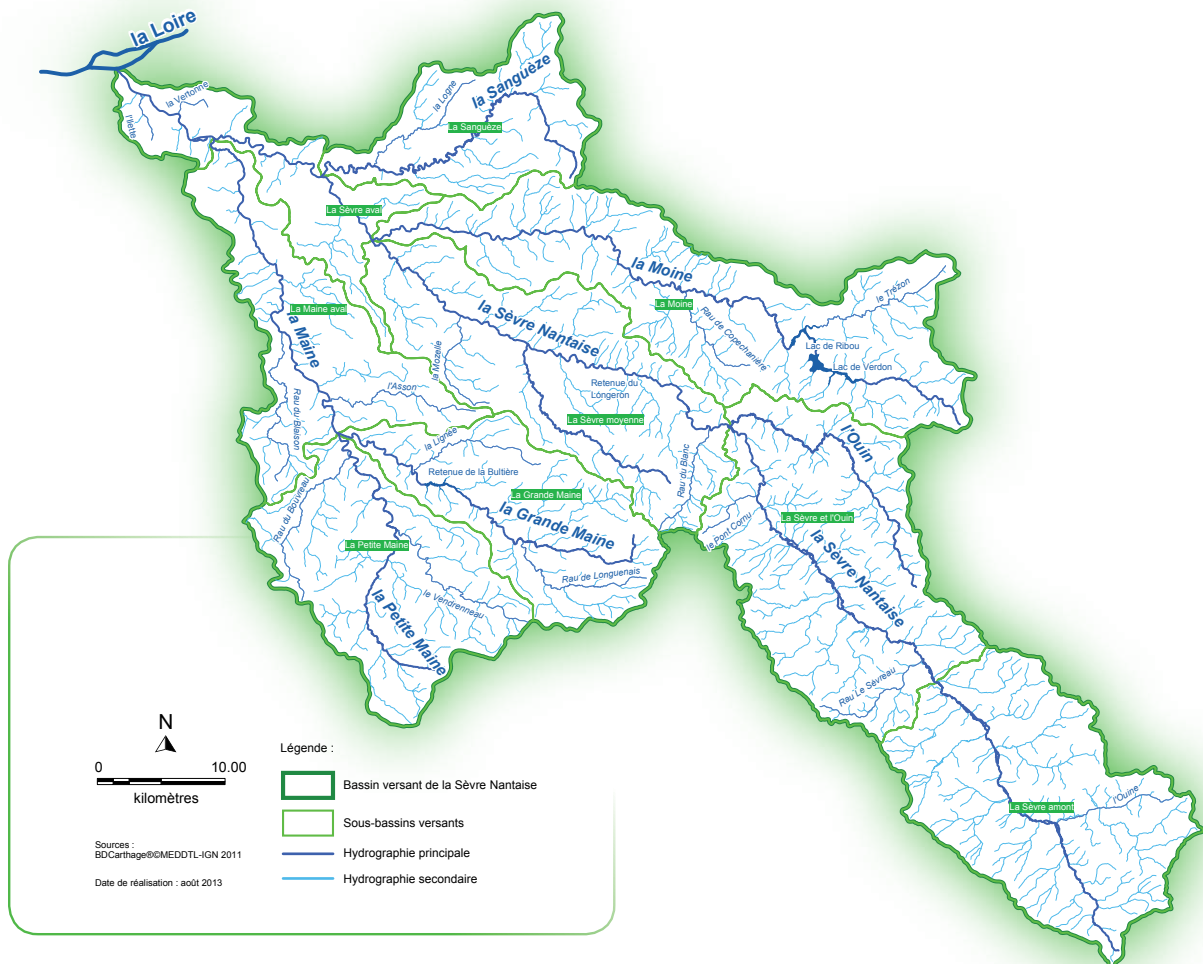 la Loire
la Vertonne
l'Ilette
la Logne
la Sanguèze
La Sanguèze
La Sèvre aval
la Moine
La Moine
le Trézon
Rau de Copechanière
Lac de Ribou
Lac de Verdon
La Maine aval
la Maine
la Sèvre Nantaise
la Mozelle
l'Asson
Retenue du
Longeron
La Sèvre moyenne
Rau du Blaison
la Lignée
Retenue de la Bultière
Rau du Blanc
l'Ouin
La Grande Maine
la Grande Maine
Rau du Bouvreau
La Petite Maine
la Petite Maine
le Vendrenneau
Rau de Longuenais
le Pont Cornu
La Sèvre et l'Ouin
la Sèvre Nantaise
Rau Le Sèvreau
La Sèvre amont
l'Ouine
N
0 10.00
kilomètres
Sources :
BDCarthage®©MEDDTL-IGN 2011
Date de réalisation : août 2013
Légende :
Bassin versant de la Sèvre Nantaise
Sous-bassins versants
Hydrographie principale
Hydrographie secondaire